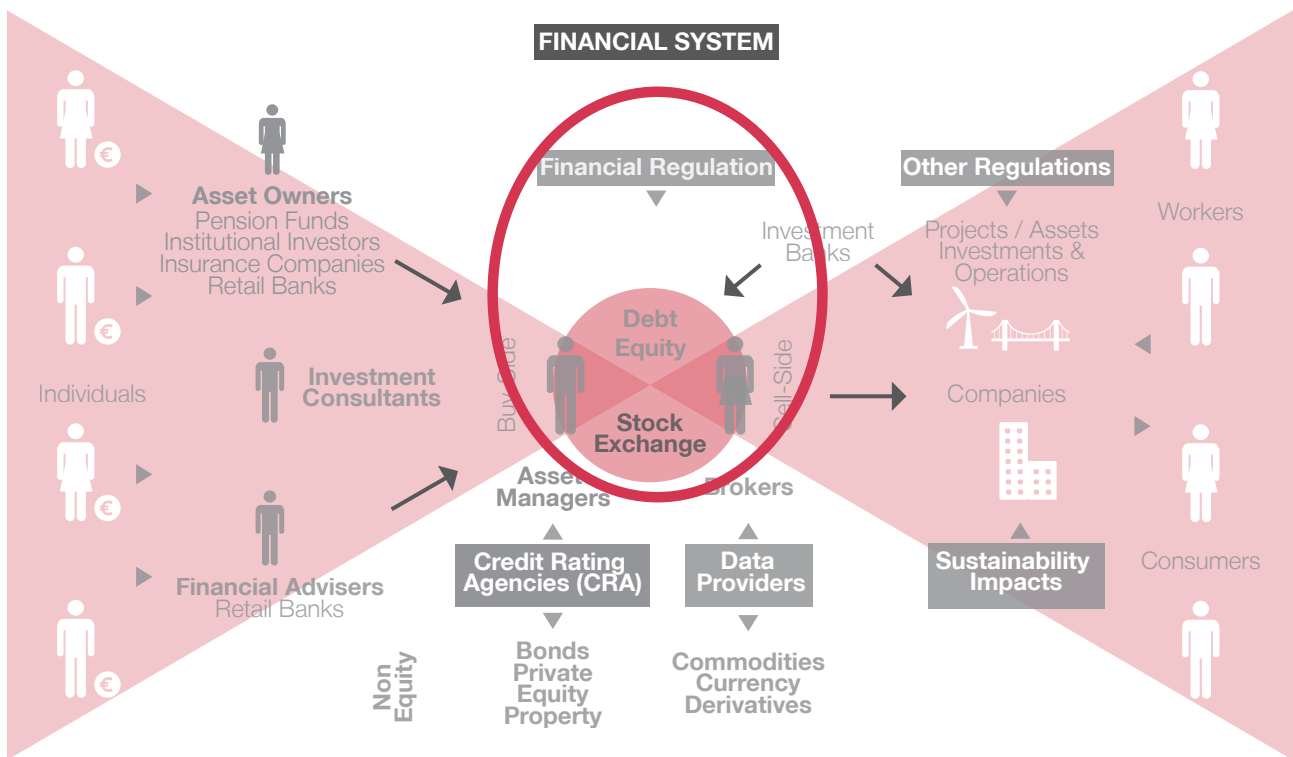 FINANCIAL SYSTEM
Financial Regulation
Other Regulations
€
Asset Owners
Pension Funds
Institutional Investors
Insurance Companies
Retail Banks
Workers
Investment
Banks
Projects / Assets
Investments &
Operations
€
Debt
Equity
Buy-Side
Sell-Side
Individuals
Investment
Consultants
Companies
Stock
Exchange
€
Asset
Managers
Brokers
Financial Advisers
Retail Banks
Credit Rating
Agencies (CRA)
Data
Providers
Sustainability
Impacts
Consumers
€
Non
Equity
Bonds
Private
Equity
Property
Commodities
Currency
Derivatives